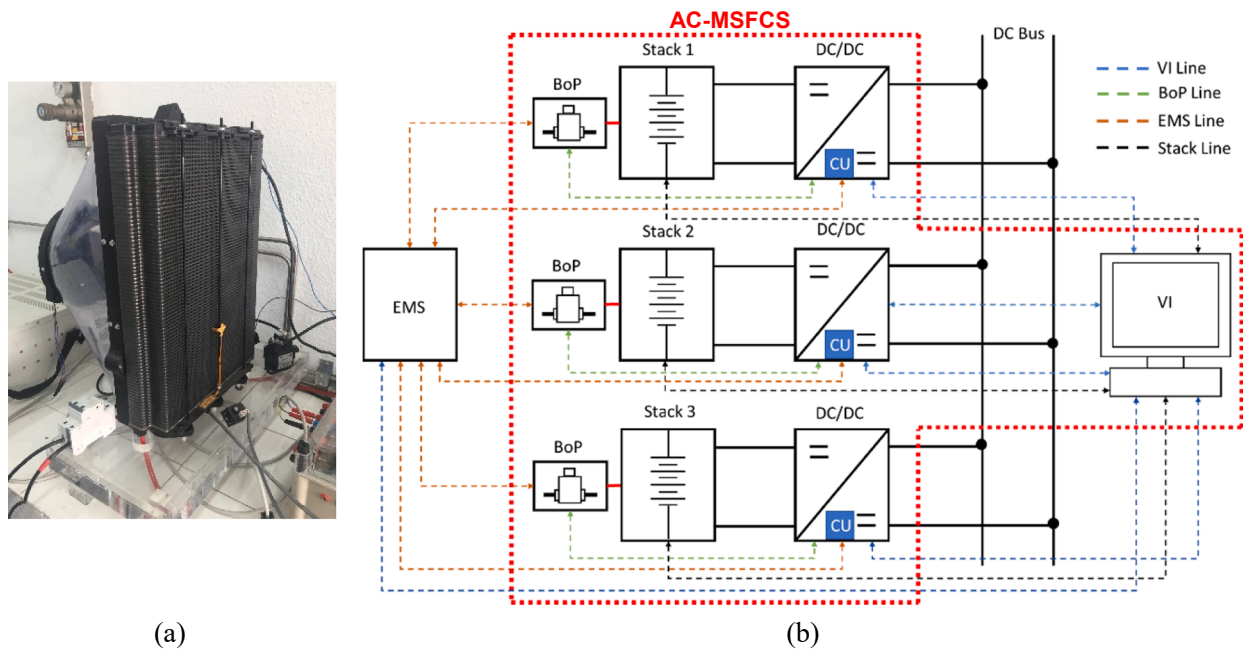 AC-MSFCS
DC Bus
Stack 1
DC/DC
BoP
CU
VI Line
BoP Line
EMS Line
Stack Line
Stack 2
DC/DC
BoP
CU
EMS
VI
Stack 3
DC/DC
BoP
CU
(a)
(b)